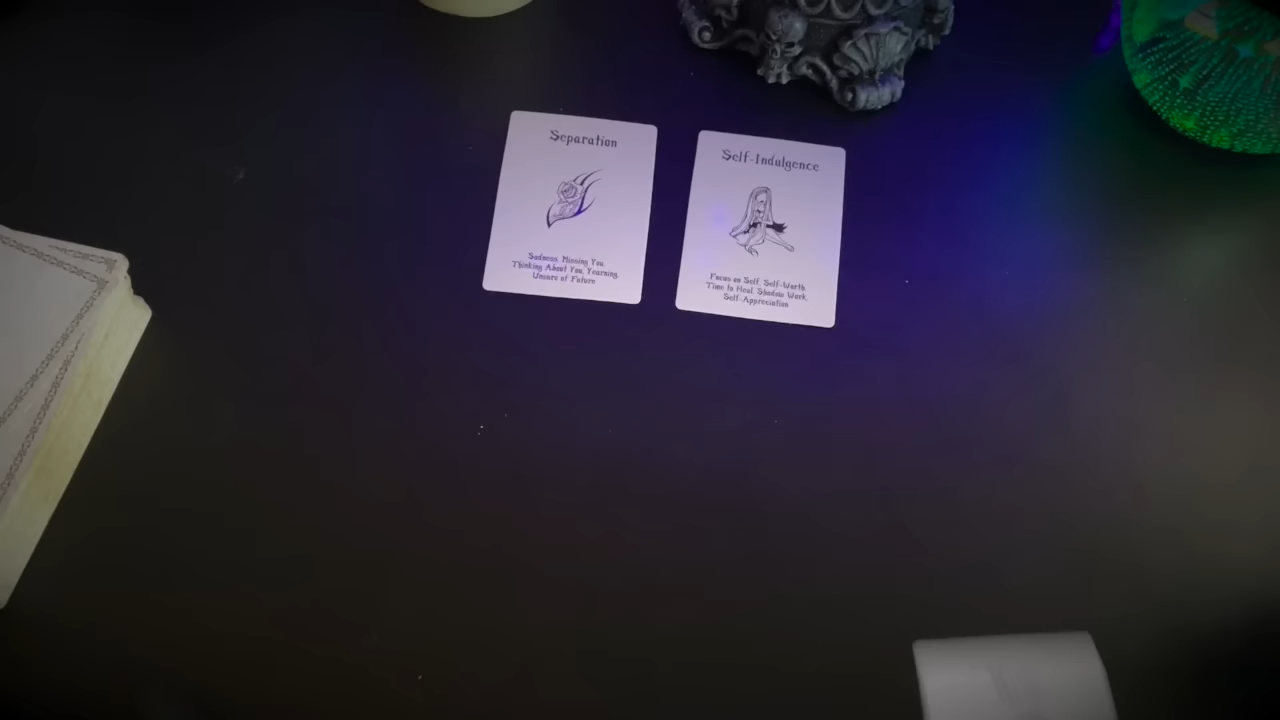 Separation
Sadness, Missing You,
Thinking About You, Yearning,
Unsure of Future
Self-Indulgence
Focus on Self, Self-Worth,
Time to Heal, Shadow Work,
Self-Appreciation